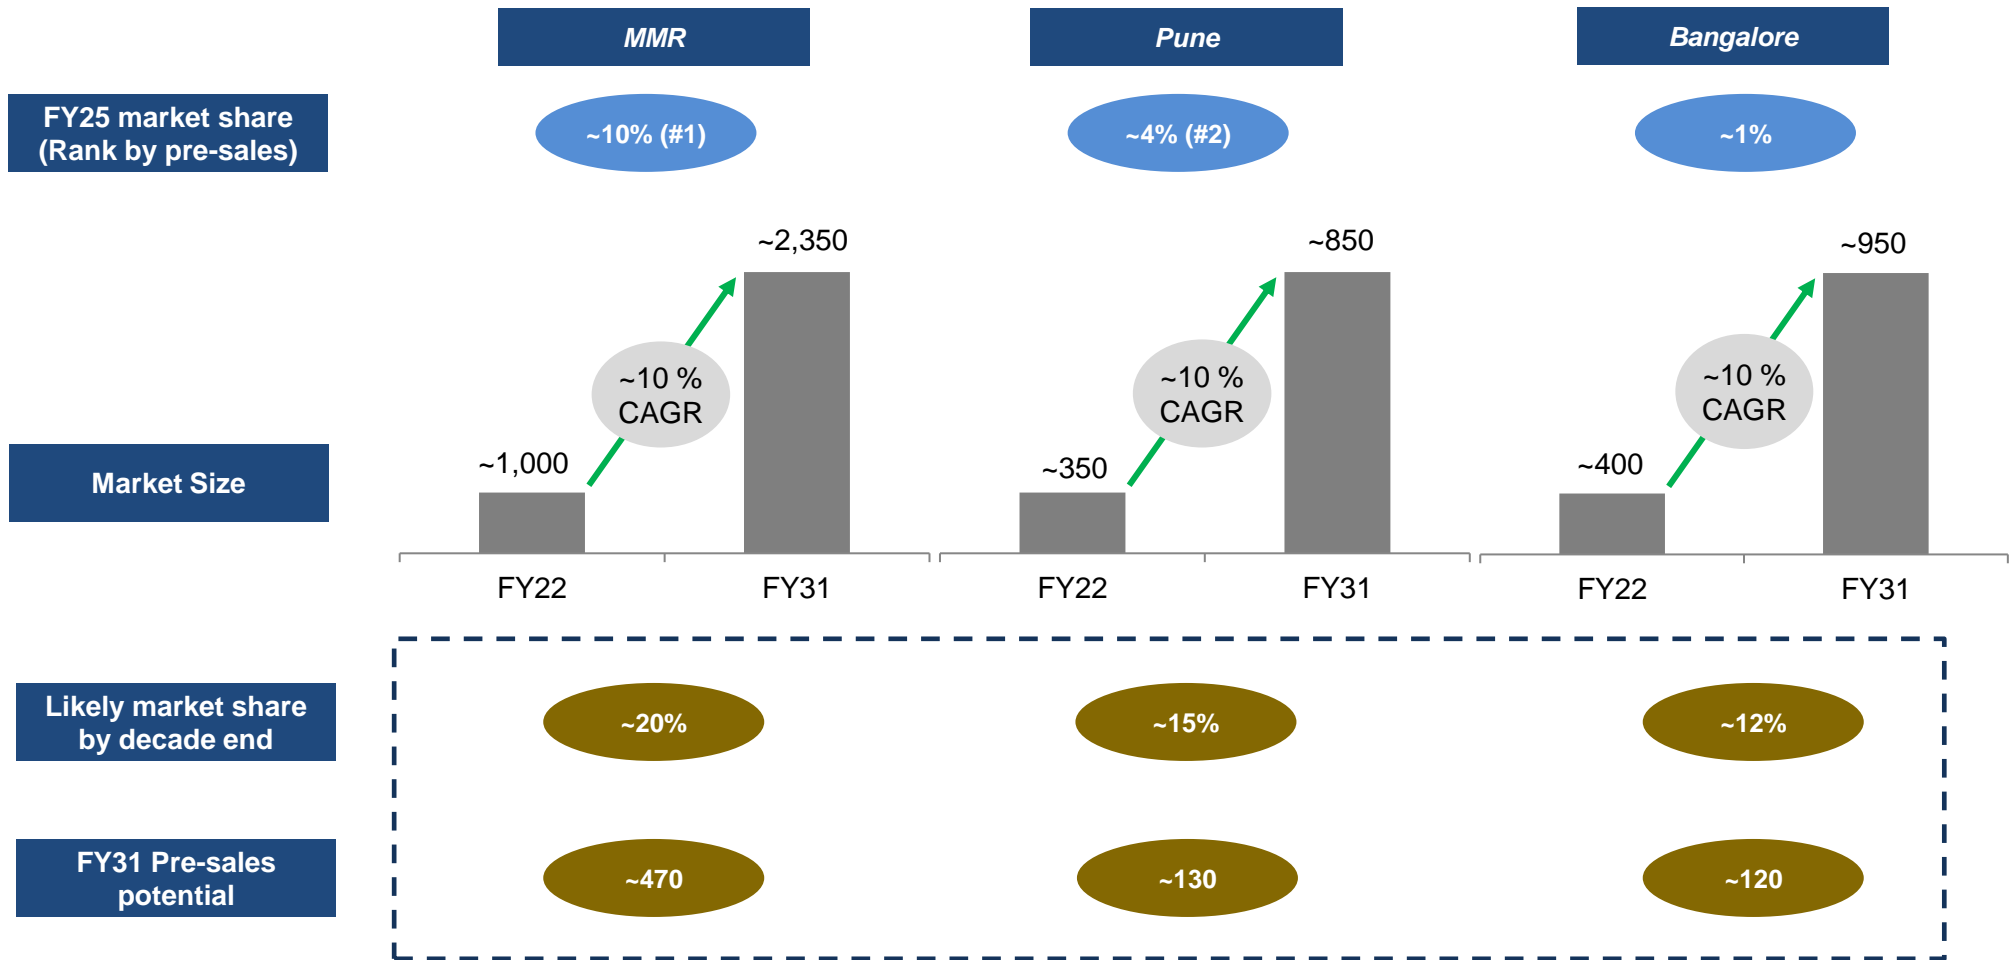 MMR
Pune
Bangalore
FY25 market share
(Rank by pre-sales)
~10% (#1)
~4% (#2)
~1%
Market Size
~1,000
~2,350
~10 %
CAGR
FY22
FY31
~350
~850
~10 %
CAGR
FY22
FY31
~400
~950
~10 %
CAGR
FY22
FY31
Likely market share
by decade end
~20%
~15%
~12%
FY31 Pre-sales
potential
~470
~130
~120